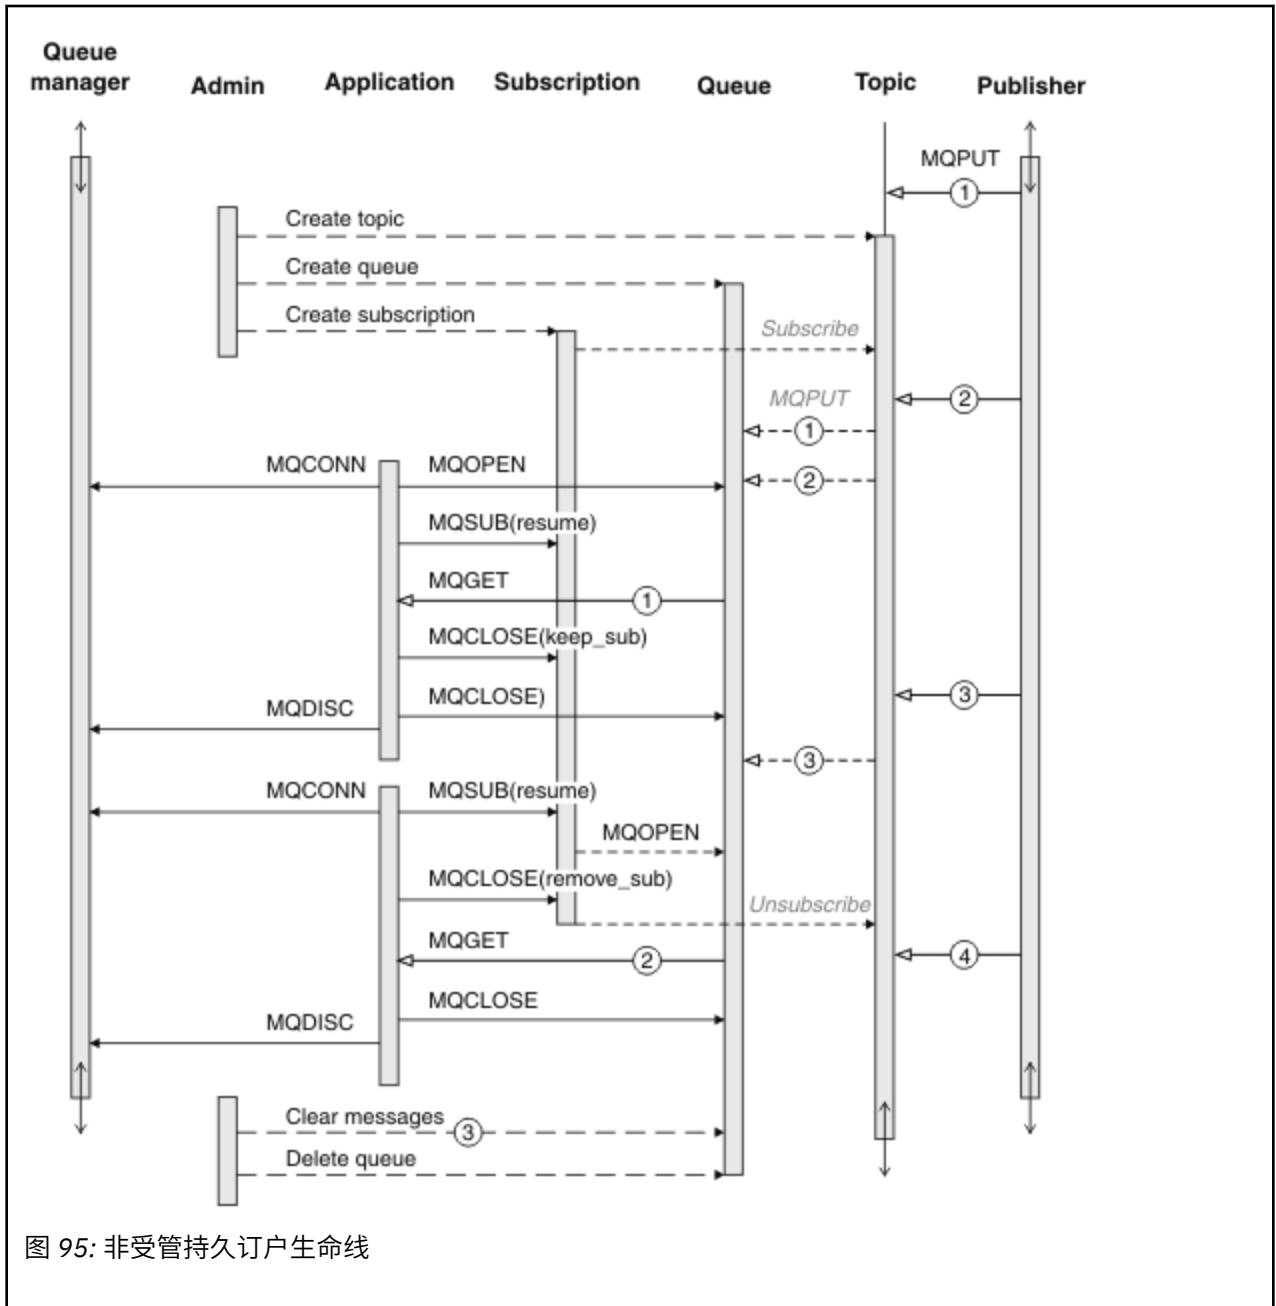 Queue manager
Admin
Application
Subscription
Queue
Topic
Publisher
MQPUT
1
Create topic
Create queue
Create subscription
Subscribe
MQPUT
2
1
MQCONN
MQOPEN
2
MQSUB(resume)
MQGET
1
MQCLOSE(keep_sub)
MQCLOSE)
3
MQDISC
3
MQCONN
MQSUB(resume)
MQOPEN
MQCLOSE(remove_sub)
Unsubscribe
MQGET
2
4
MQCLOSE
MQDISC
Clear messages
3
Delete queue
图 95: 非受管持久订户生命线